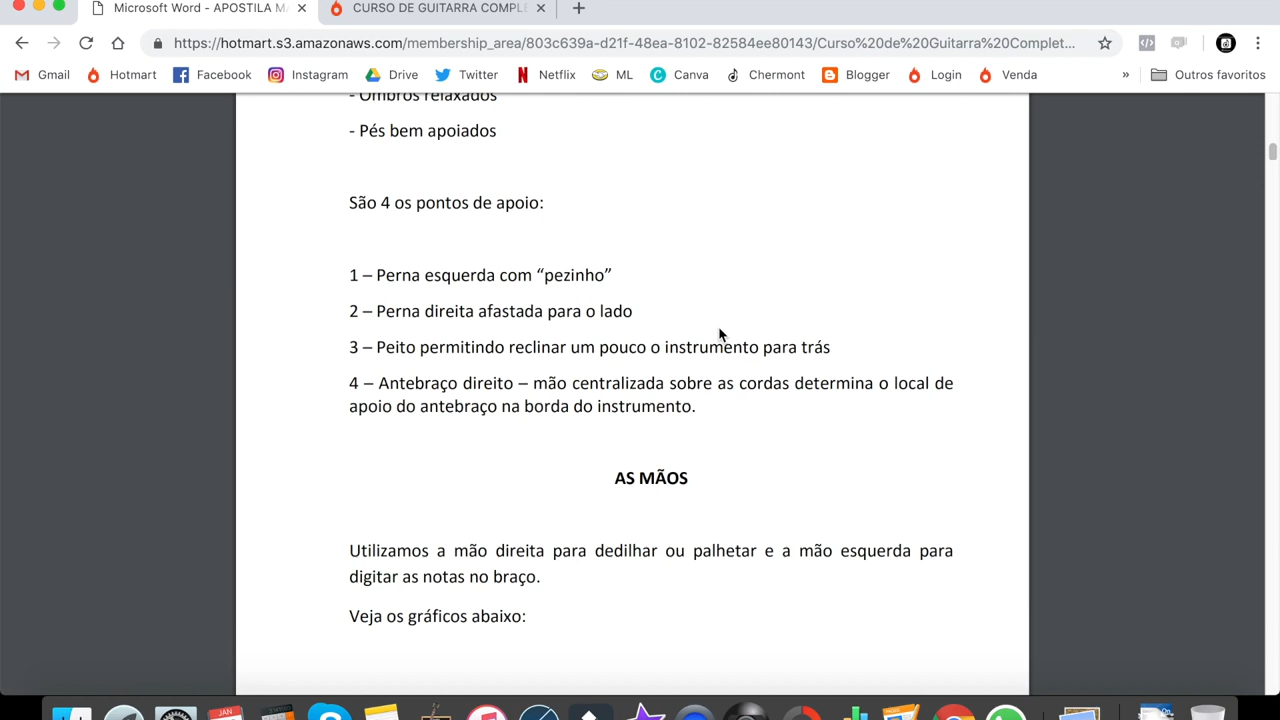 Microsoft Word - APOSTILA MA
CURSO DE GUITARRA COMPLE
https://hotmart.s3.amazonaws.com/membership_area/803c639a-d21f-48ea-8102-82584ee80143/Curso%20de%20Guitarra%20Complet...
Gmail Hotmart Facebook Instagram Drive Twitter Netflix ML Canva Chermont Blogger Login Venda » Outros favoritos
- Ombros relaxados
- Pés bem apoiados
São 4 os pontos de apoio:
1 – Perna esquerda com “pezinho”
2 – Perna direita afastada para o lado
3 – Peito permitindo reclinar um pouco o instrumento para trás
4 – Antebraço direito – mão centralizada sobre as cordas determina o local de
apoio do antebraço na borda do instrumento.
AS MÃOS
Utilizamos a mão direita para dedilhar ou palhetar e a mão esquerda para
digitar as notas no braço.
Veja os gráficos abaixo:
JAN